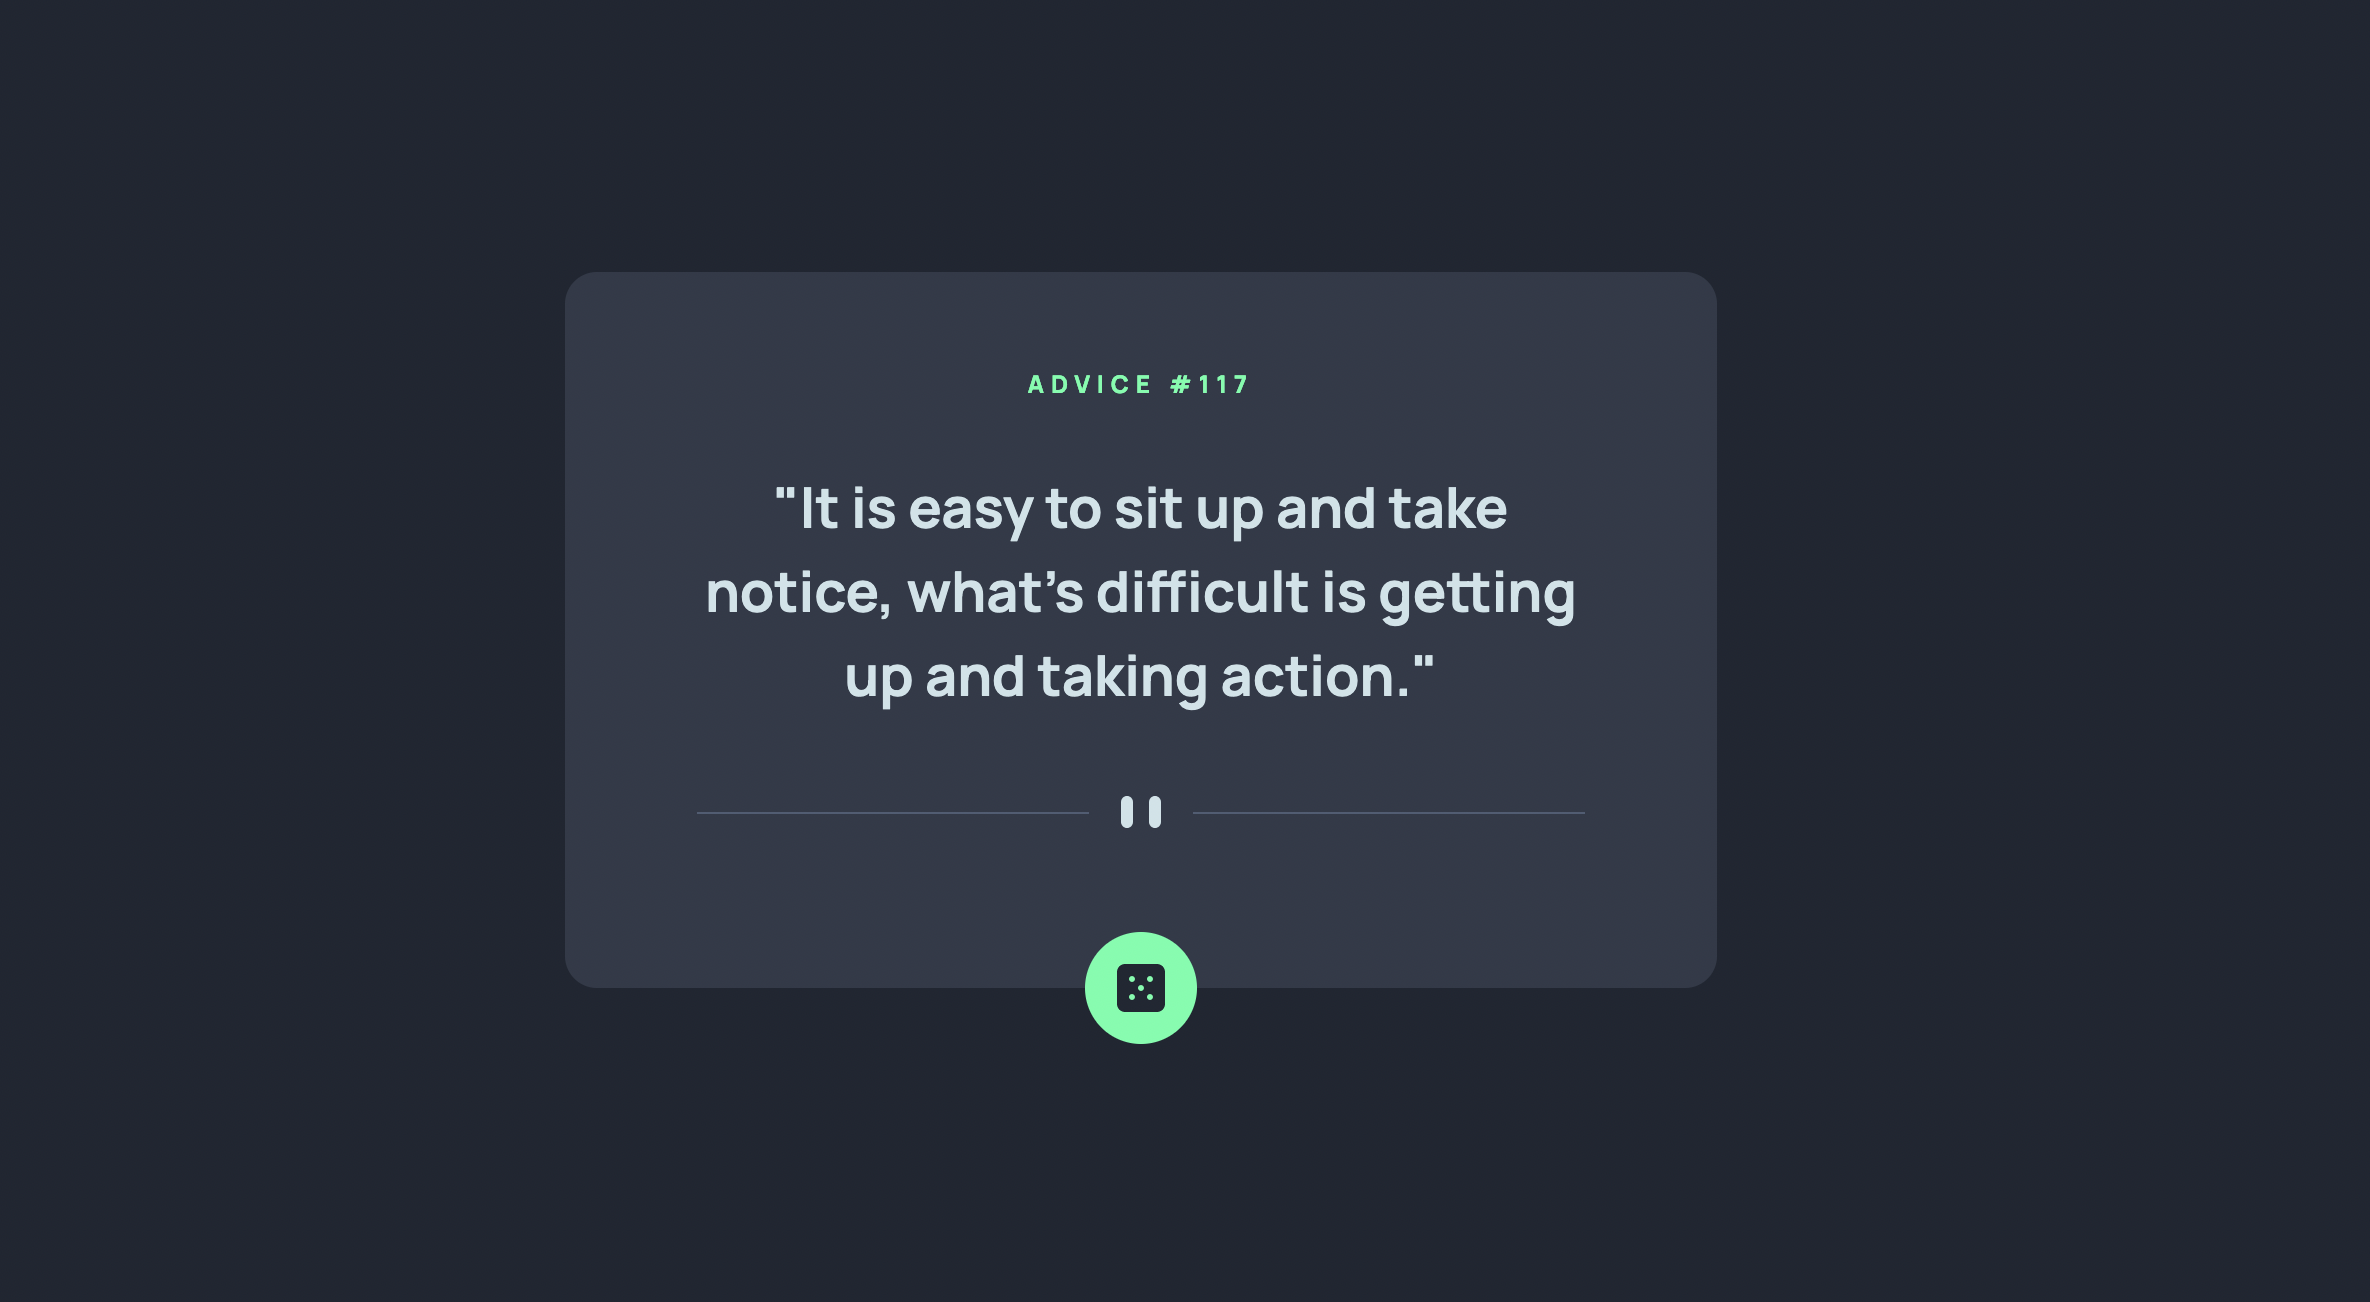 ADVICE #117
"It is easy to sit up and take
notice, what’s difficult is getting
up and taking action."